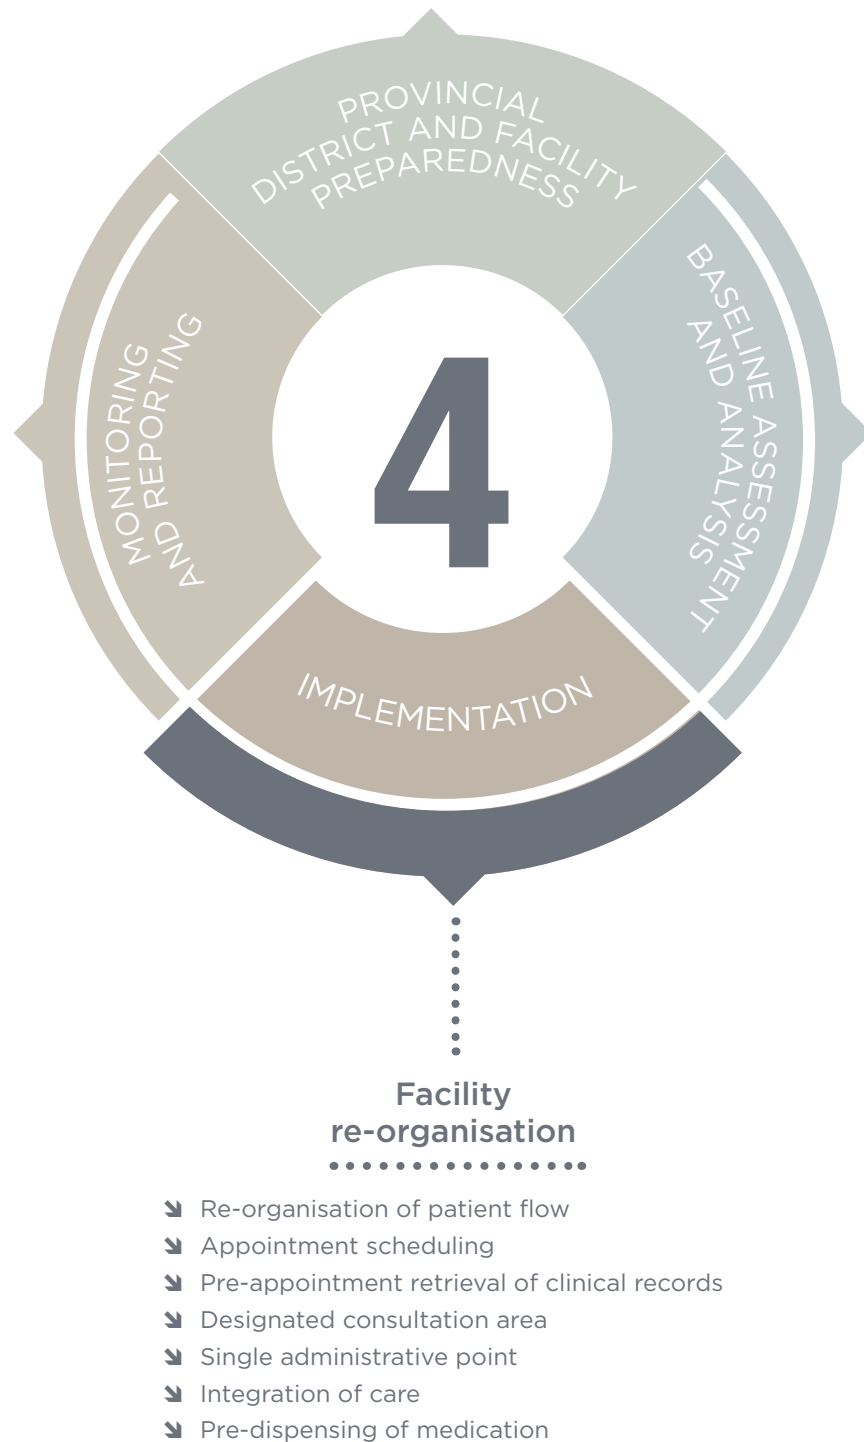 PROVINCIAL
DISTRICT AND FACILITY
PREPAREDNESS
BASELINE ASSESSMENT
AND ANALYSIS
MONITORING
AND REPORTING
4
IMPLEMENTATION
Facility
re-organisation
Re-organisation of patient flow
Appointment scheduling
Pre-appointment retrieval of clinical records
Designated consultation area
Single administrative point
Integration of care
Pre-dispensing of medication